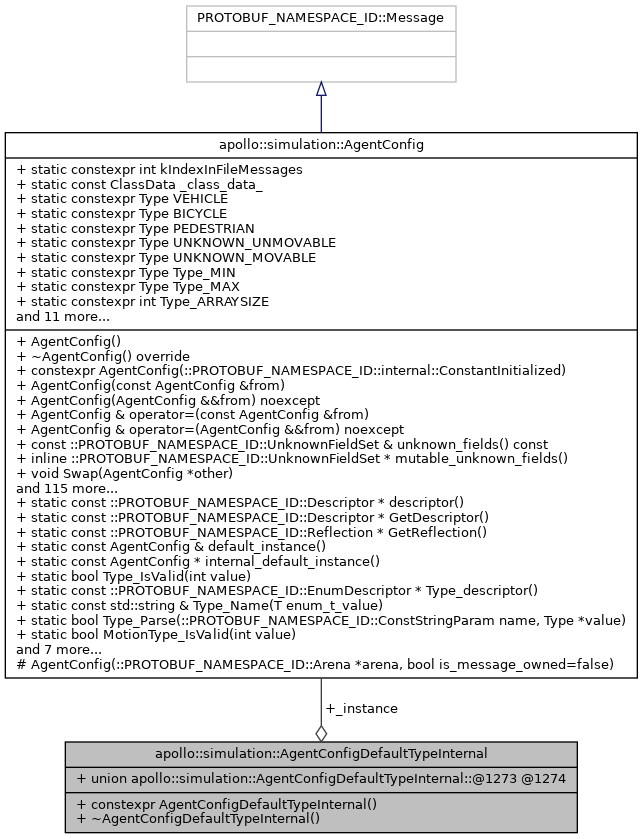 PROTOBUF_NAMESPACE_ID::Message
apollo::simulation::AgentConfig
+ static constexpr int kIndexInFileMessages
+ static const ClassData _class_data_
+ static constexpr Type VEHICLE
+ static constexpr Type BICYCLE
+ static constexpr Type PEDESTRIAN
+ static constexpr Type UNKNOWN_UNMOVABLE
+ static constexpr Type UNKNOWN_MOVABLE
+ static constexpr Type Type_MIN
+ static constexpr Type Type_MAX
+ static constexpr int Type_ARRAYSIZE
and 11 more...
+ AgentConfig()
+ ~AgentConfig() override
+ constexpr AgentConfig(::PROTOBUF_NAMESPACE_ID::internal::ConstantInitialized)
+ AgentConfig(const AgentConfig &from)
+ AgentConfig(AgentConfig &&from) noexcept
+ AgentConfig & operator=(const AgentConfig &from)
+ AgentConfig & operator=(AgentConfig &&from) noexcept
+ const ::PROTOBUF_NAMESPACE_ID::UnknownFieldSet & unknown_fields() const
+ inline ::PROTOBUF_NAMESPACE_ID::UnknownFieldSet * mutable_unknown_fields()
+ void Swap(AgentConfig *other)
and 115 more...
+ static const ::PROTOBUF_NAMESPACE_ID::Descriptor * descriptor()
+ static const ::PROTOBUF_NAMESPACE_ID::Descriptor * GetDescriptor()
+ static const ::PROTOBUF_NAMESPACE_ID::Reflection * GetReflection()
+ static const AgentConfig & default_instance()
+ static const AgentConfig * internal_default_instance()
+ static bool Type_IsValid(int value)
+ static const ::PROTOBUF_NAMESPACE_ID::EnumDescriptor * Type_descriptor()
+ static const std::string & Type_Name(T enum_t_value)
+ static bool Type_Parse(::PROTOBUF_NAMESPACE_ID::ConstStringParam name, Type *value)
+ static bool MotionType_IsValid(int value)
and 7 more...
# AgentConfig(::PROTOBUF_NAMESPACE_ID::Arena *arena, bool is_message_owned=false)
+_instance
apollo::simulation::AgentConfigDefaultTypeInternal
+ union apollo::simulation::AgentConfigDefaultTypeInternal::@1273 @1274
+ constexpr AgentConfigDefaultTypeInternal()
+ ~AgentConfigDefaultTypeInternal()